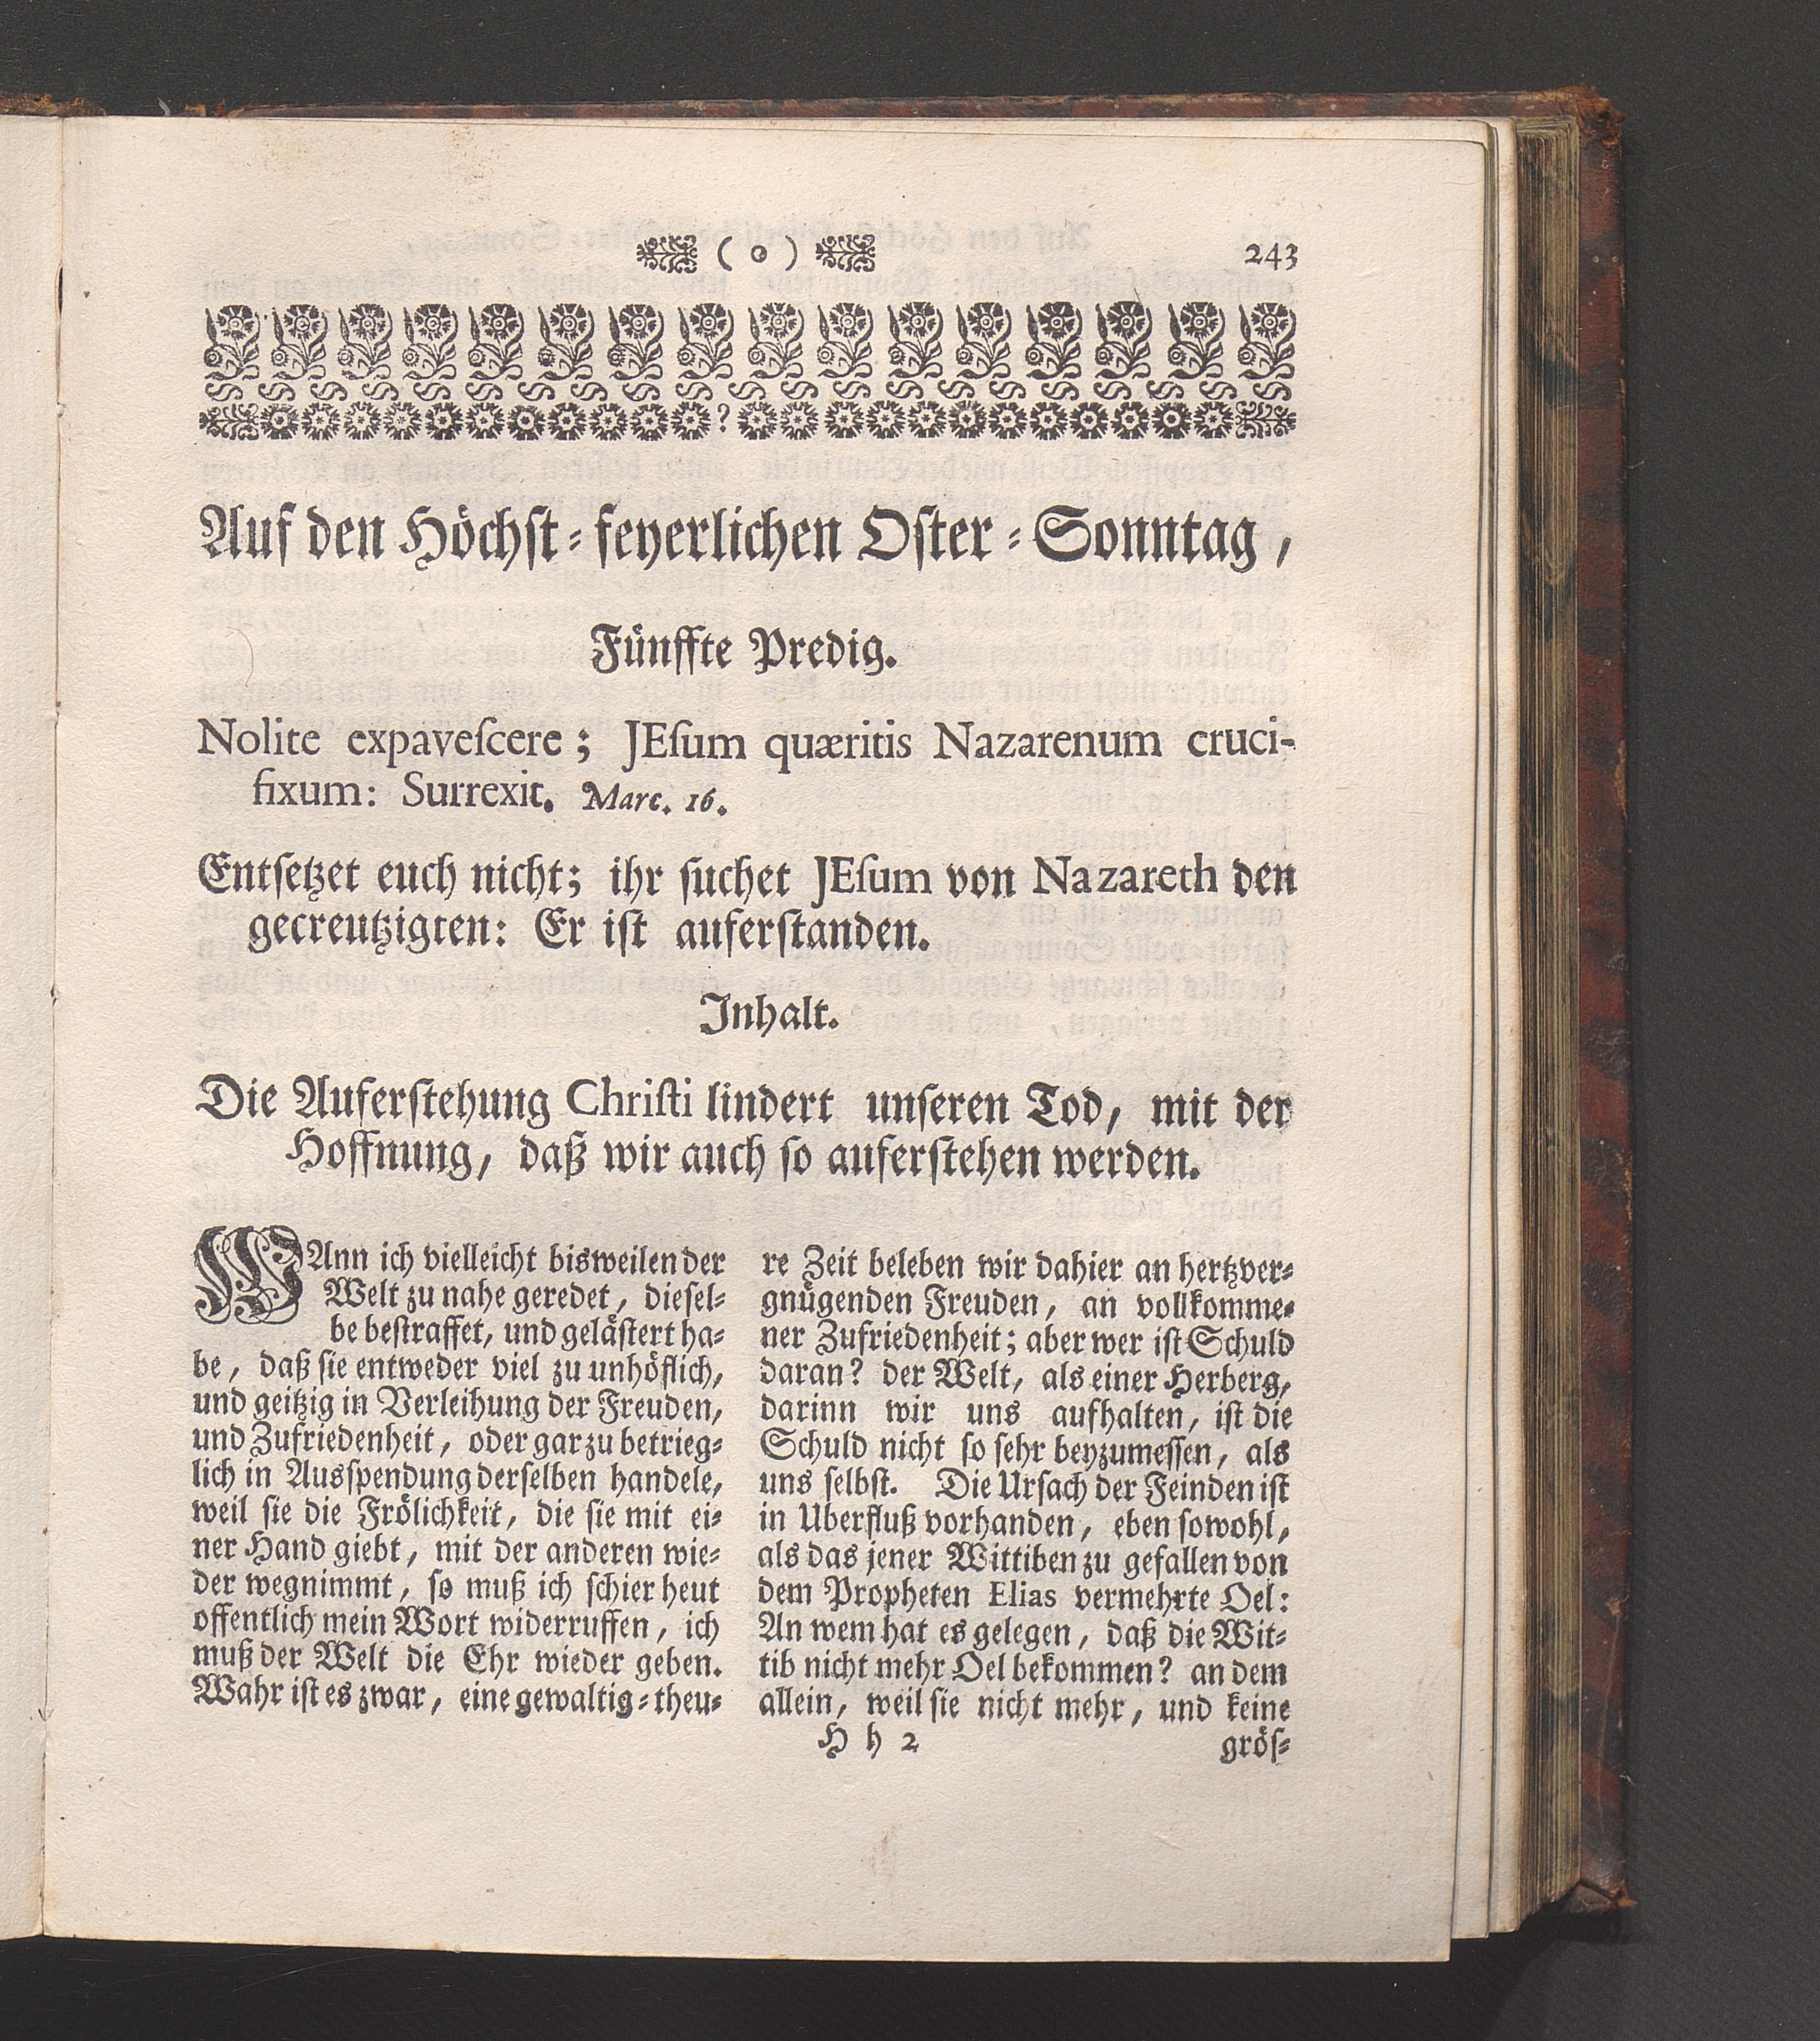 ( o ) 243
Auf den Höchst-feyerlichen Oster-Sonntag,
Fünffte Predig.
Nolite expavescere; JEsum quæritis Nazarenum cruci-
fixum: Surrexit. Marc. 16.
Entsetzet euch nicht; ihr suchet JEsum von Nazareth den
gecreutzigten: Er ist auferstanden.
Inhalt.
Die Auferstehung Christi lindert unseren Tod, mit der
Hoffnung, daß wir auch so auferstehen werden.
WAnn ich vielleicht bisweilen der
Welt zu nahe geredet, diesel-
be bestraffet, und gelästert ha-
be, daß sie entweder viel zu unhöflich,
und geitzig in Verleihung der Freuden,
und Zufriedenheit, oder gar zu betrieg-
lich in Ausspendung derselben handele,
weil sie die Frölichkeit, die sie mit ei-
ner Hand giebt, mit der anderen wie-
der wegnimmt, so muß ich schier heut
offentlich mein Wort widerruffen, ich
muß der Welt die Ehr wieder geben.
Wahr ist es zwar, eine gewaltig-theu-
re Zeit beleben wir dahier an hertzver-
gnügenden Freuden, an vollkomme-
ner Zufriedenheit; aber wer ist Schuld
daran? der Welt, als einer Herberg,
darinn wir uns aufhalten, ist die
Schuld nicht so sehr beyzumessen, als
uns selbst. Die Ursach der Feinden ist
in Uberfluß vorhanden, eben sowohl,
als das jener Wittiben zu gefallen von
dem Propheten Elias vermehrte Oel:
An wem hat es gelegen, daß die Wit-
tib nicht mehr Oel bekommen? an dem
allein, weil sie nicht mehr, und keine
H h 2 grös-